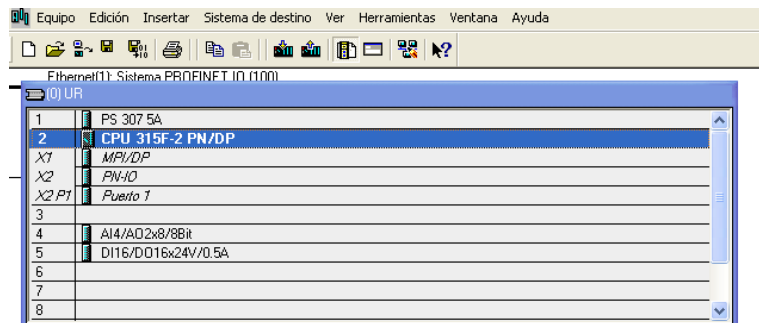 Equipo Edición Insertar Sistema de destino Ver Herramientas Ventana Ayuda
Ethernet(1): Sistema PROFINET IO (100)
(0) UR
1 PS 307 5A
2 CPU 315F-2 PN/DP
X1 MPI/DP
X2 PN-IO
X2 P1 Puerto 1
3
4 AI4/AO2x8/8Bit
5 DI16/DO16x24V/0.5A
6
7
8